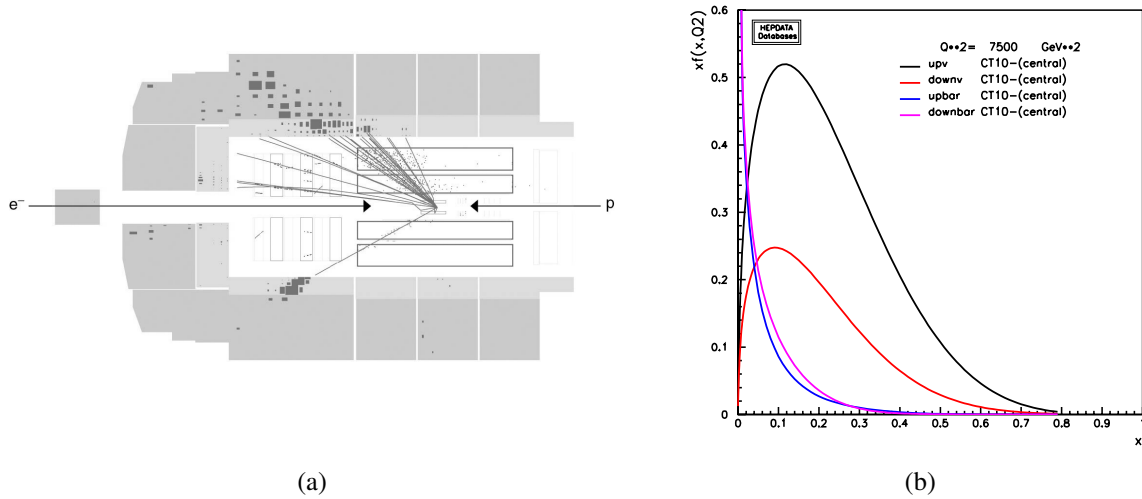 e⁻
p
(a)
HEPDATA
Databases
Q**2= 7500 GeV**2
upv CT10-(central)
downv CT10-(central)
upbar CT10-(central)
downbar CT10-(central)
xf(x,Q2)
0.6
0.5
0.4
0.3
0.2
0.1
0
0 0.1 0.2 0.3 0.4 0.5 0.6 0.7 0.8 0.9 1
x
(b)